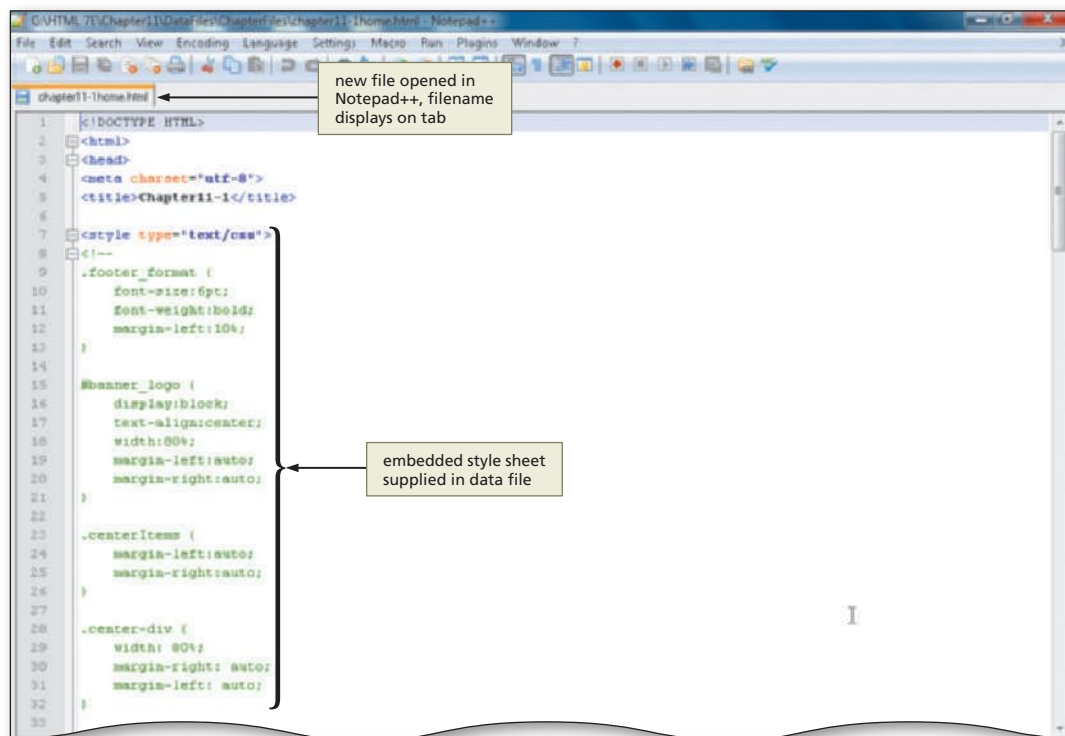 G:\HTML 7E\Chapter11\DataFiles\ChapterFiles\chapter11-1home.html - Notepad++
File Edit Search View Encoding Language Settings Macro Run Plugins Window ?
chapter11-1home.html
new file opened in
Notepad++, filename
displays on tab
1 <!DOCTYPE HTML>
2 <html>
3 <head>
4 <meta charset="utf-8">
5 <title>Chapter11-1</title>
6
7 <style type="text/css">
8 <!--
9 .footer_format {
10 font-size:6pt;
11 font-weight:bold;
12 margin-left:10%;
13 }
14
15 #banner_logo {
16 display:block;
17 text-align:center;
18 width:80%;
19 margin-left:auto;
20 margin-right:auto;
21 }
22
23 .centerItems {
24 margin-left:auto;
25 margin-right:auto;
26 }
27
28 .center-div {
29 width: 80%;
30 margin-right: auto;
31 margin-left: auto;
32 }
33
embedded style sheet
supplied in data file